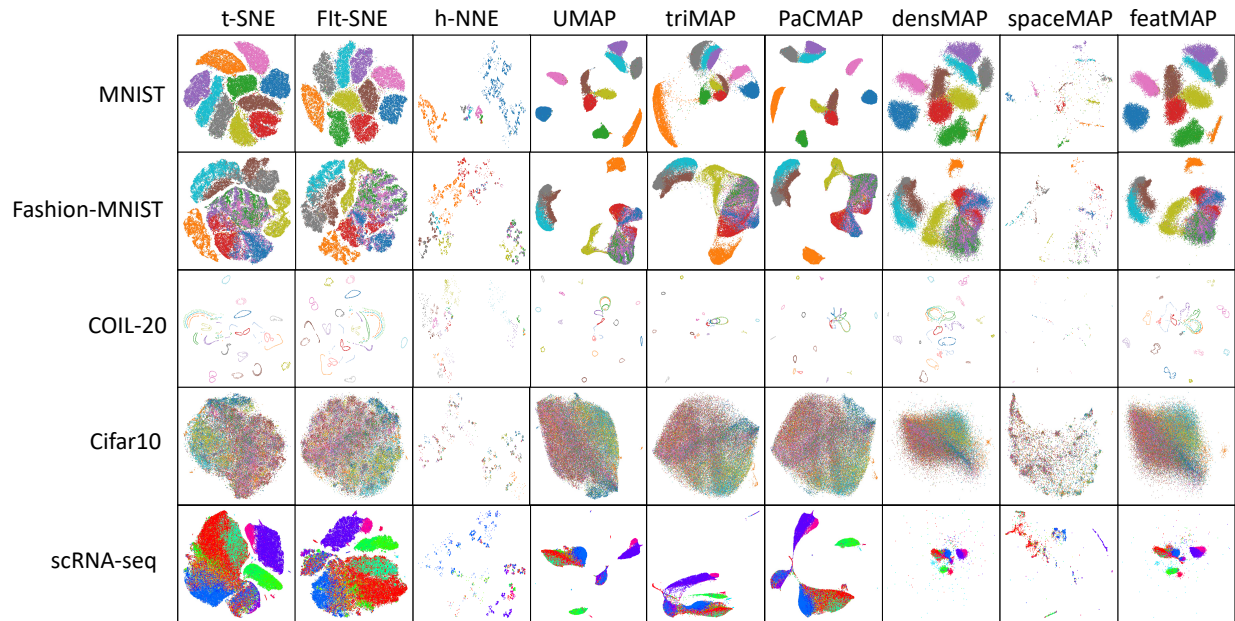 t-SNE FIt-SNE h-NNE UMAP triMAP PaCMAP densMAP spaceMAP featMAP
MNIST
Fashion-MNIST
COIL-20
Cifar10
scRNA-seq